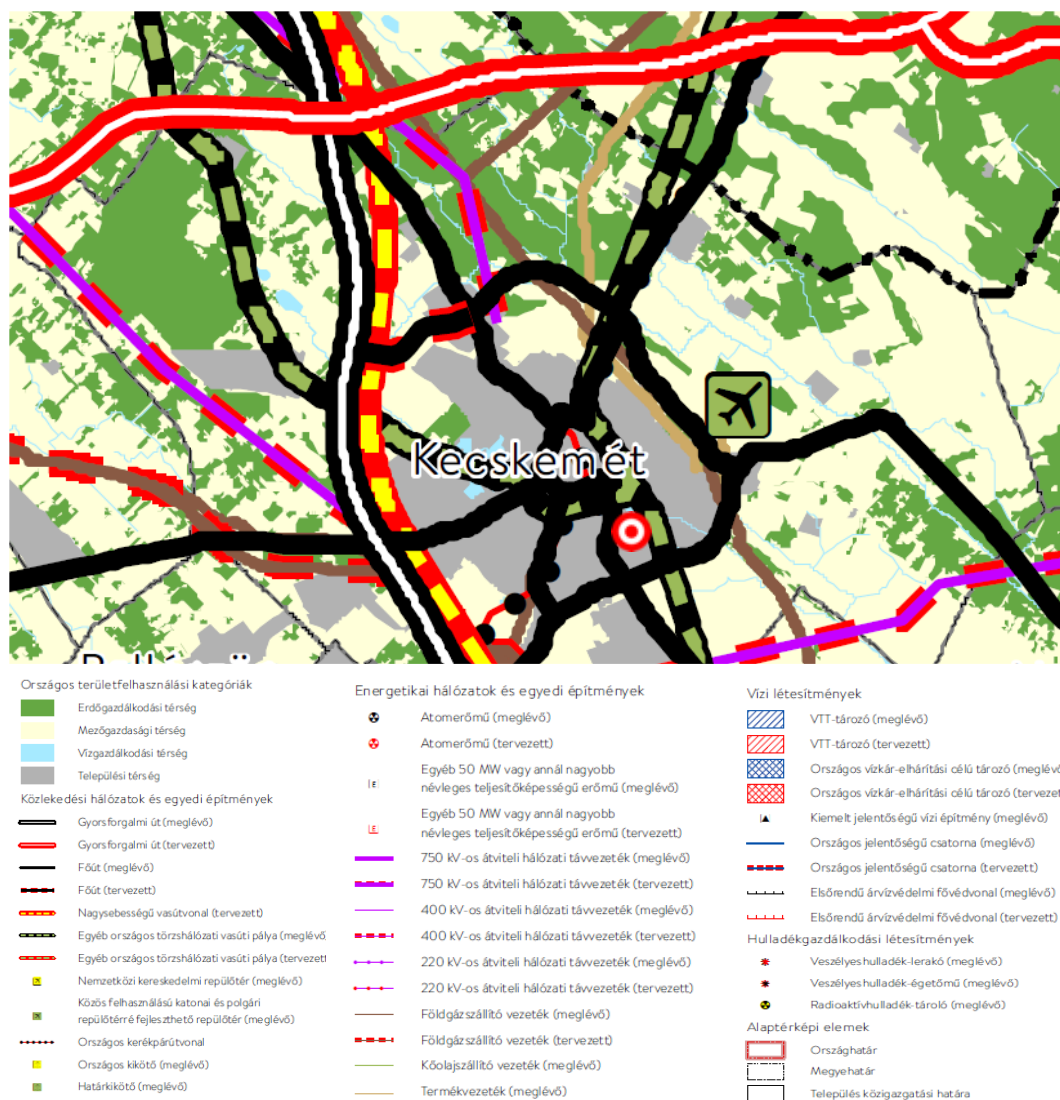 Kecskemét
Országos területfelhasználási kategóriák
Erdőgazdálkodási térség
Mezőgazdasági térség
Vízgazdálkodási térség
Települési térség
Közlekedési hálózatok és egyedi építmények
Gyorsforgalmi út (meglévő)
Gyorsforgalmi út (tervezett)
Főút (meglévő)
Főút (tervezett)
Nagysebességű vasútvonal (tervezett)
Egyéb országos törzshálózati vasúti pálya (meglévő)
Egyéb országos törzshálózati vasúti pálya (tervezett
Nemzetközi kereskedelmi repülőtér (meglévő)
Közös felhasználású katonai és polgári
repülőtérré fejleszthető repülőtér (meglévő)
Országos kerékpárútvonal
Országos kikötő (meglévő)
Határkikötő (meglévő)
Energetikai hálózatok és egyedi építmények
Atomerőmű (meglévő)
Atomerőmű (tervezett)
Egyéb 50 MW vagy annál nagyobb
névleges teljesítőképességű erőmű (meglévő)
E
Egyéb 50 MW vagy annál nagyobb
névleges teljesítőképességű erőmű (tervezett)
E
750 kV-os átviteli hálózati távvezeték (meglévő)
750 kV-os átviteli hálózati távvezeték (tervezett)
400 kV-os átviteli hálózati távvezeték (meglévő)
400 kV-os átviteli hálózati távvezeték (tervezett)
220 kV-os átviteli hálózati távvezeték (meglévő)
220 kV-os átviteli hálózati távvezeték (tervezett)
Földgázszállító vezeték (meglévő)
Földgázszállító vezeték (tervezett)
Kőolajszállító vezeték (meglévő)
Termékvezeték (meglévő)
Vízi létesítmények
VTT-tározó (meglévő)
VTT-tározó (tervezett)
Országos vízkár-elhárítási célú tározó (meglévő
Országos vízkár-elhárítási célú tározó (tervezet
Kiemelt jelentőségű vízi építmény (meglévő)
Országos jelentőségű csatorna (meglévő)
Országos jelentőségű csatorna (tervezett)
Elsőrendű árvízvédelmi fővédvonal (meglévő)
Elsőrendű árvízvédelmi fővédvonal (tervezett)
Hulladékgazdálkodási létesítmények
Veszélyeshulladék-lerakó (meglévő)
Veszélyeshulladék-égetőmű (meglévő)
Radioaktívhulladék-tároló (meglévő)
Alaptérképi elemek
Országhatár
Megyehatár
Település közigazgatási határa